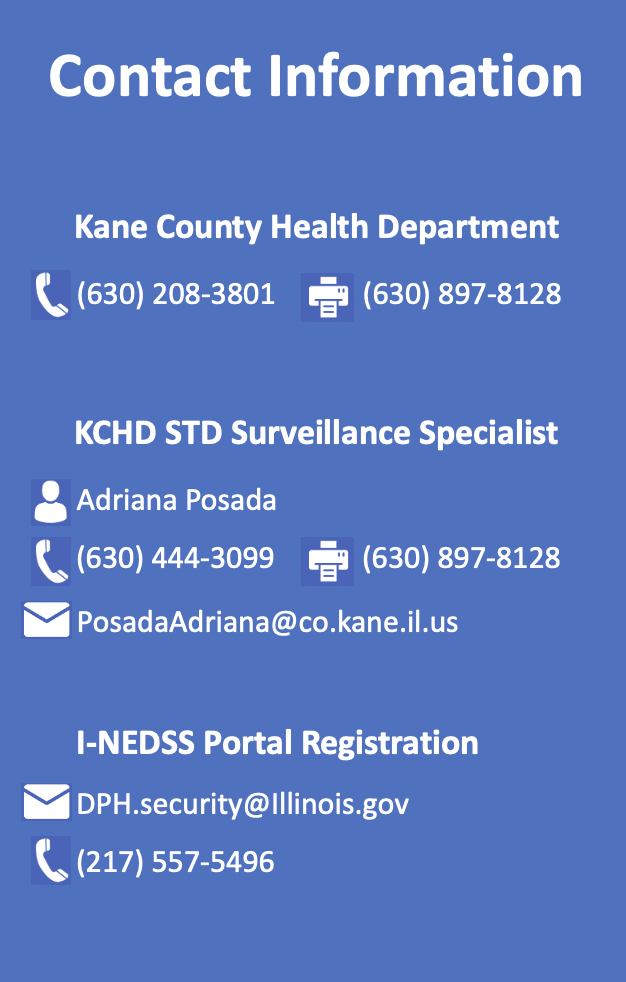 Contact Information
Kane County Health Department
(630) 208-3801 (630) 897-8128
KCHD STD Surveillance Specialist
Adriana Posada
(630) 444-3099 (630) 897-8128
PosadaAdriana@co.kane.il.us
I-NEDSS Portal Registration
DPH.security@Illinois.gov
(217) 557-5496